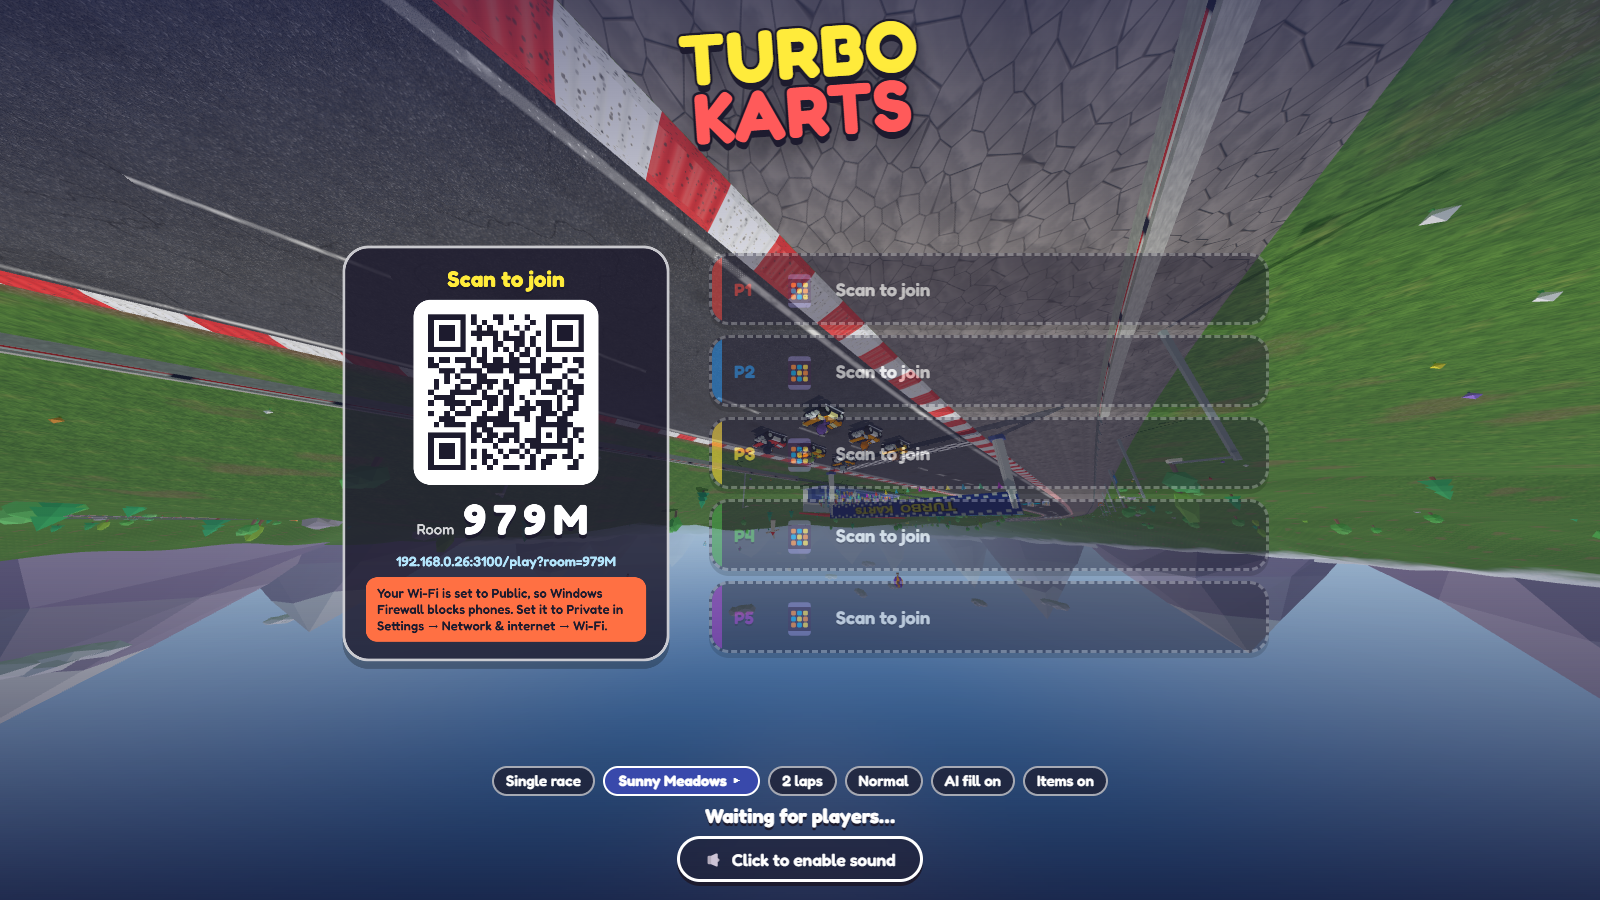 TURBO
KARTS
Scan to join
Room 979M
192.168.0.26:3100/play?room=979M
Your Wi-Fi is set to Public, so Windows
Firewall blocks phones. Set it to Private in
Settings → Network & internet → Wi-Fi.
P1 Scan to join
P2 Scan to join
P3 Scan to join
P4 Scan to join
P5 Scan to join
TURBO KARTS
Single race
Sunny Meadows ▸
2 laps
Normal
AI fill on
Items on
Waiting for players...
Click to enable sound